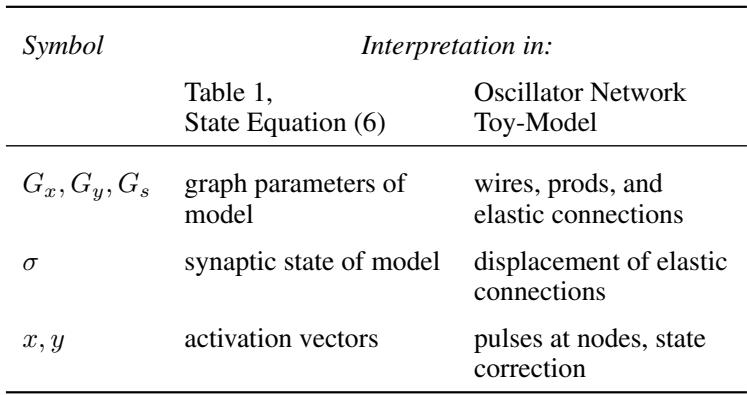 Symbol Interpretation in:
Table 1, Oscillator Network
State Equation (6) Toy-Model
G_x, G_y, G_s graph parameters of wires, prods, and
model elastic connections
σ synaptic state of model displacement of elastic
connections
x, y activation vectors pulses at nodes, state
correction